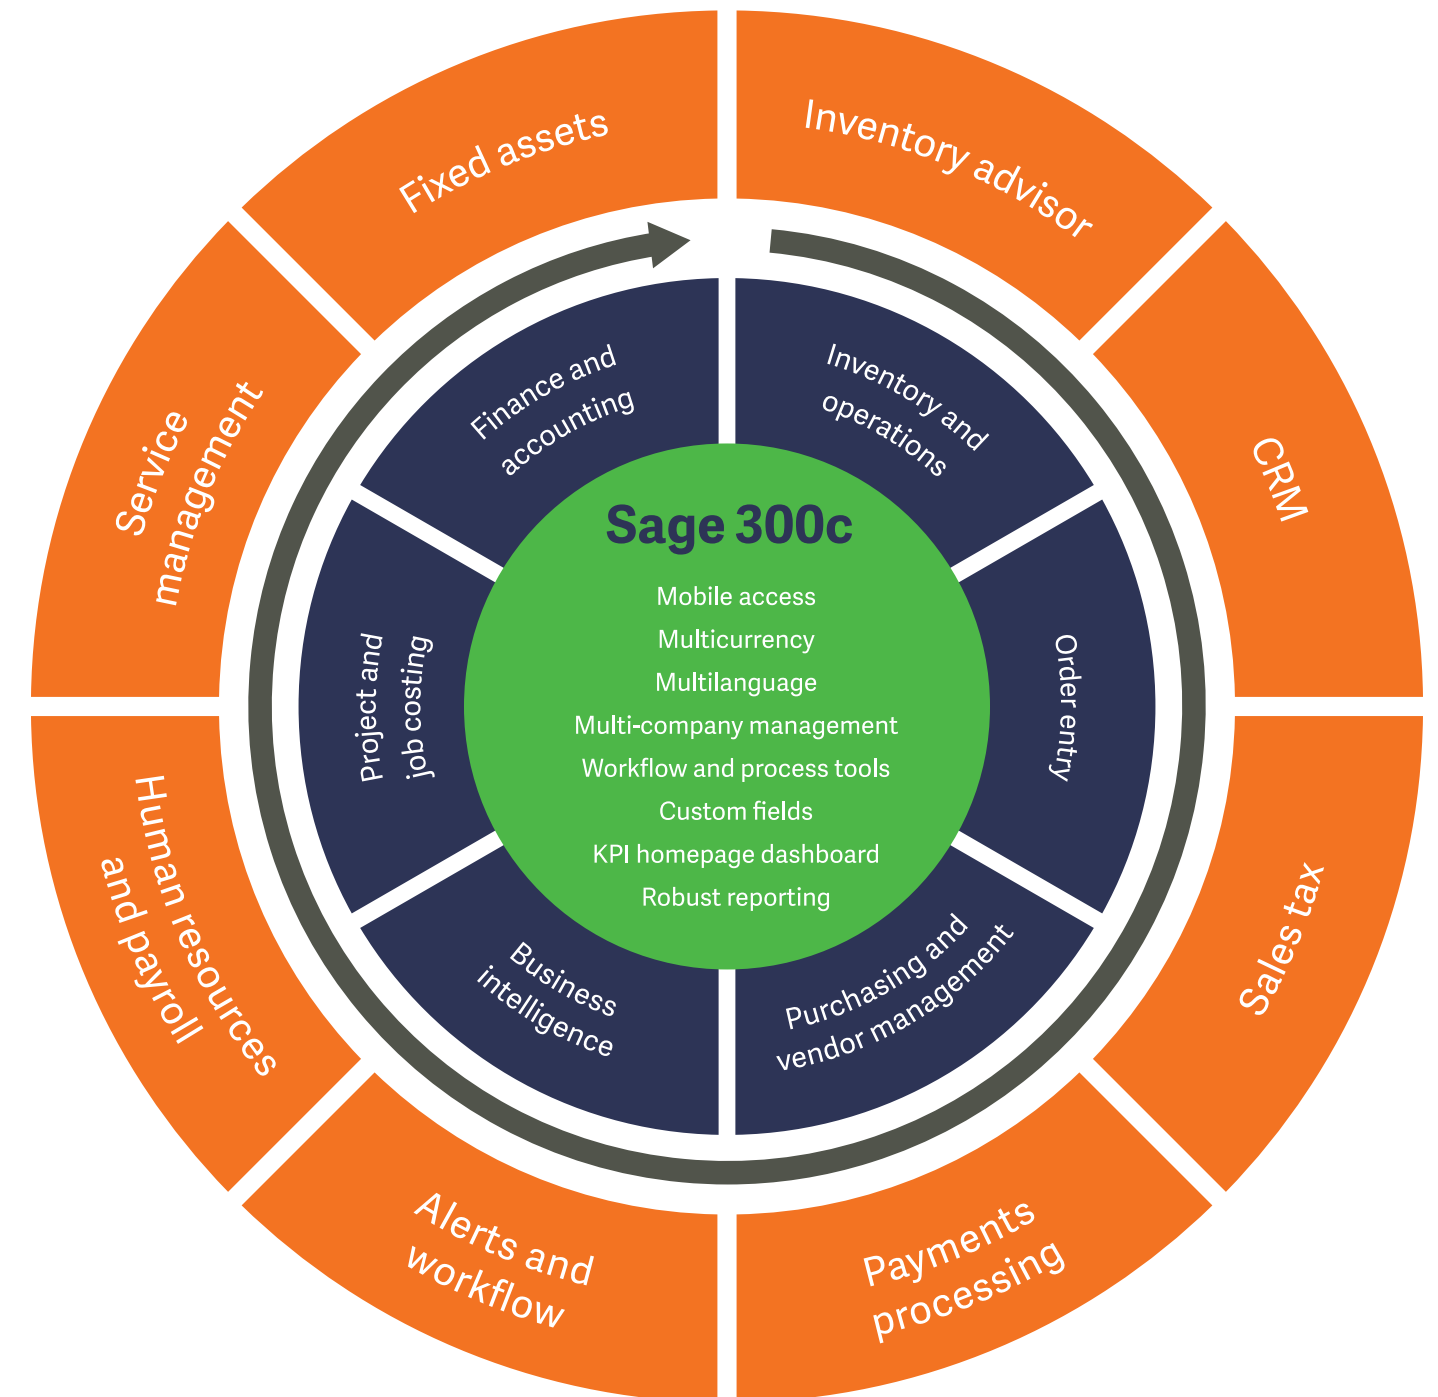 Fixed assets
Inventory advisor
CRM
Sales tax
Payments
processing
Alerts and
workflow
Human resources
and payroll
Service
management
Finance and
accounting
Inventory and
operations
Order entry
Purchasing and
vendor management
Business
intelligence
Project and
job costing
Sage 300c
Mobile access
Multicurrency
Multilanguage
Multi-company management
Workflow and process tools
Custom fields
KPI homepage dashboard
Robust reporting